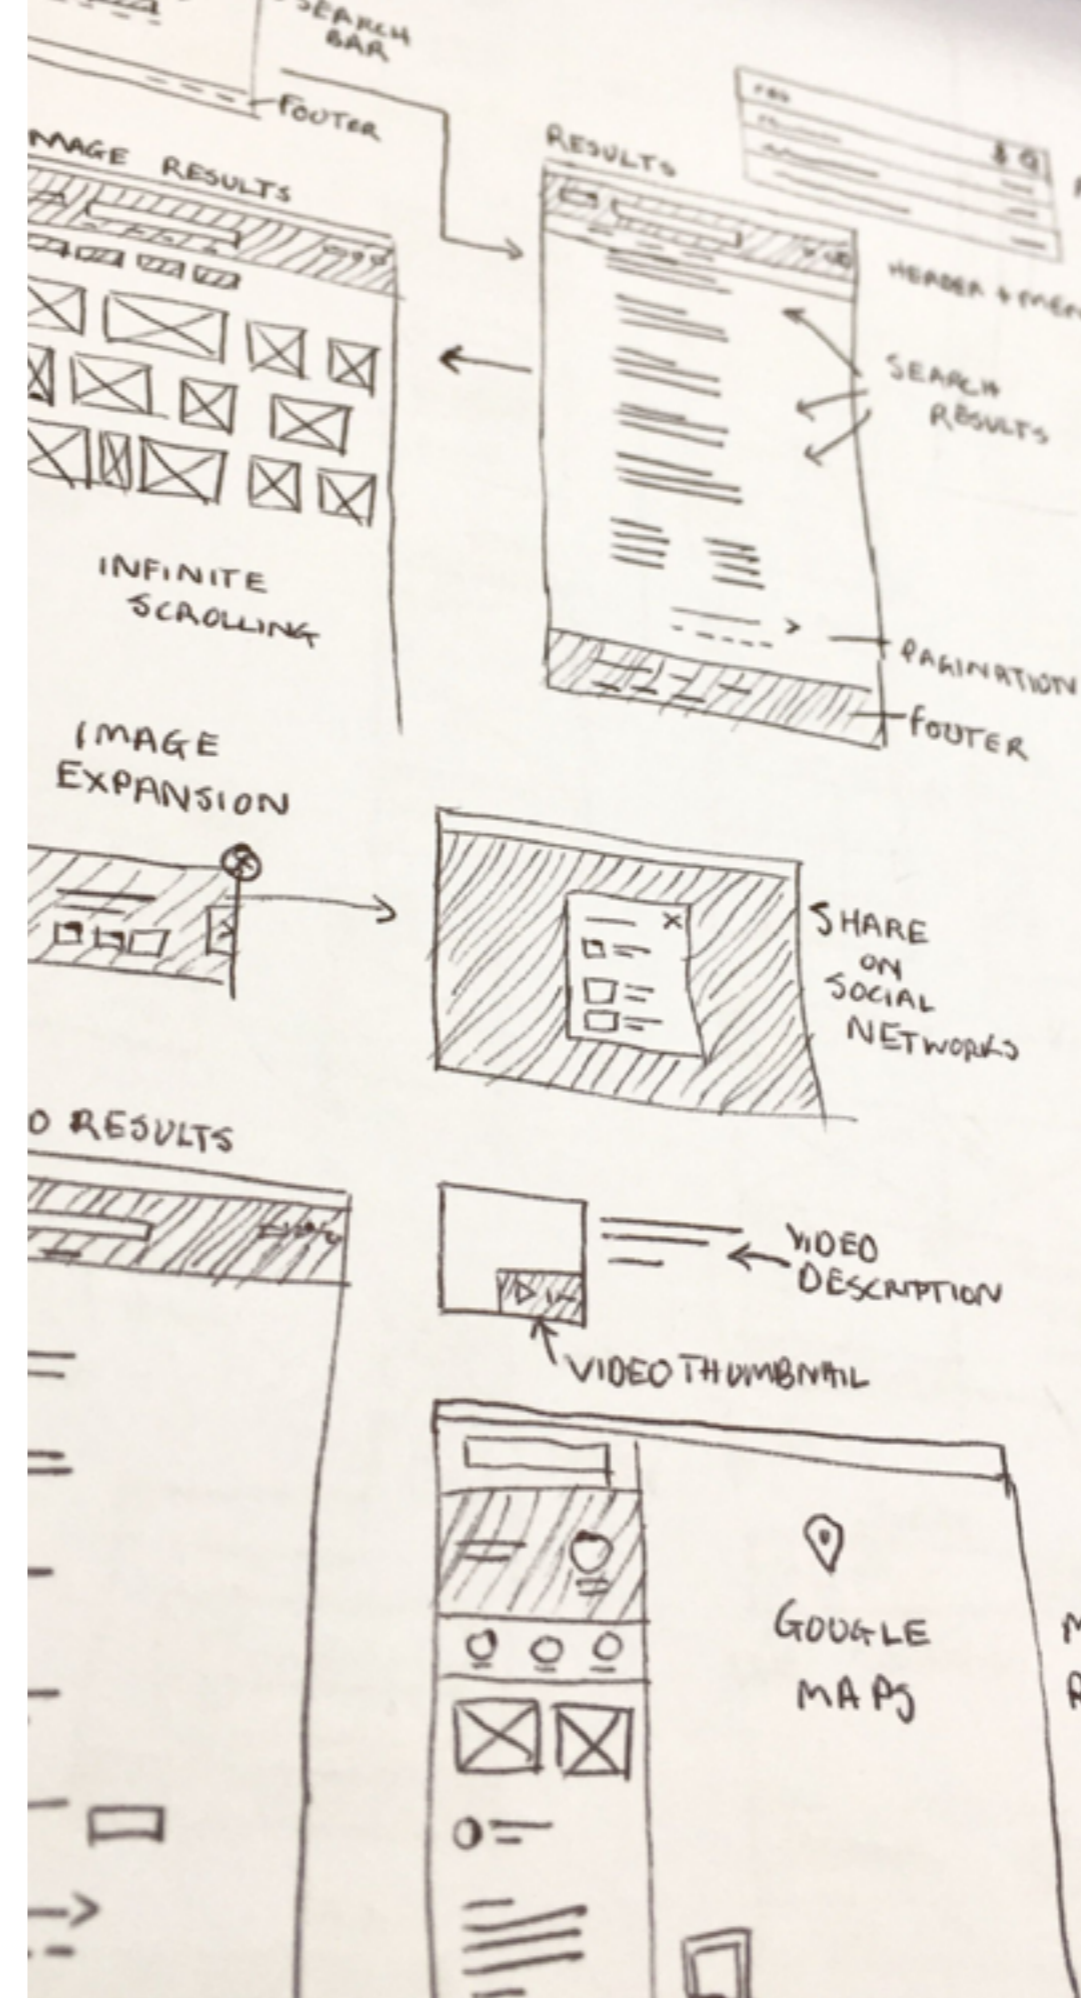 SEARCH
BAR
FOOTER
IMAGE RESULTS
RESULTS
HEADER + MEN
SEARCH
RESULTS
INFINITE
SCROLLING
PAGINATION
FOOTER
IMAGE
EXPANSION
SHARE
ON
SOCIAL
NETWORKS
O RESULTS
VIDEO
DESCRIPTION
VIDEO THUMBNAIL
GOOGLE
MAPS
M
R